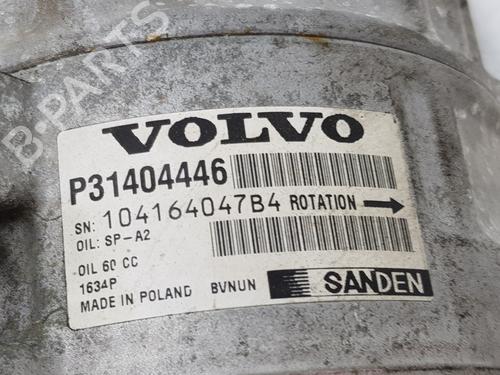 VOLVO
P31404446
SN: 104164047B4 ROTATION
OIL: SP-A2
OIL 60 CC
1634P
MADE IN POLAND BVNUN SANDEN
B-PARTS